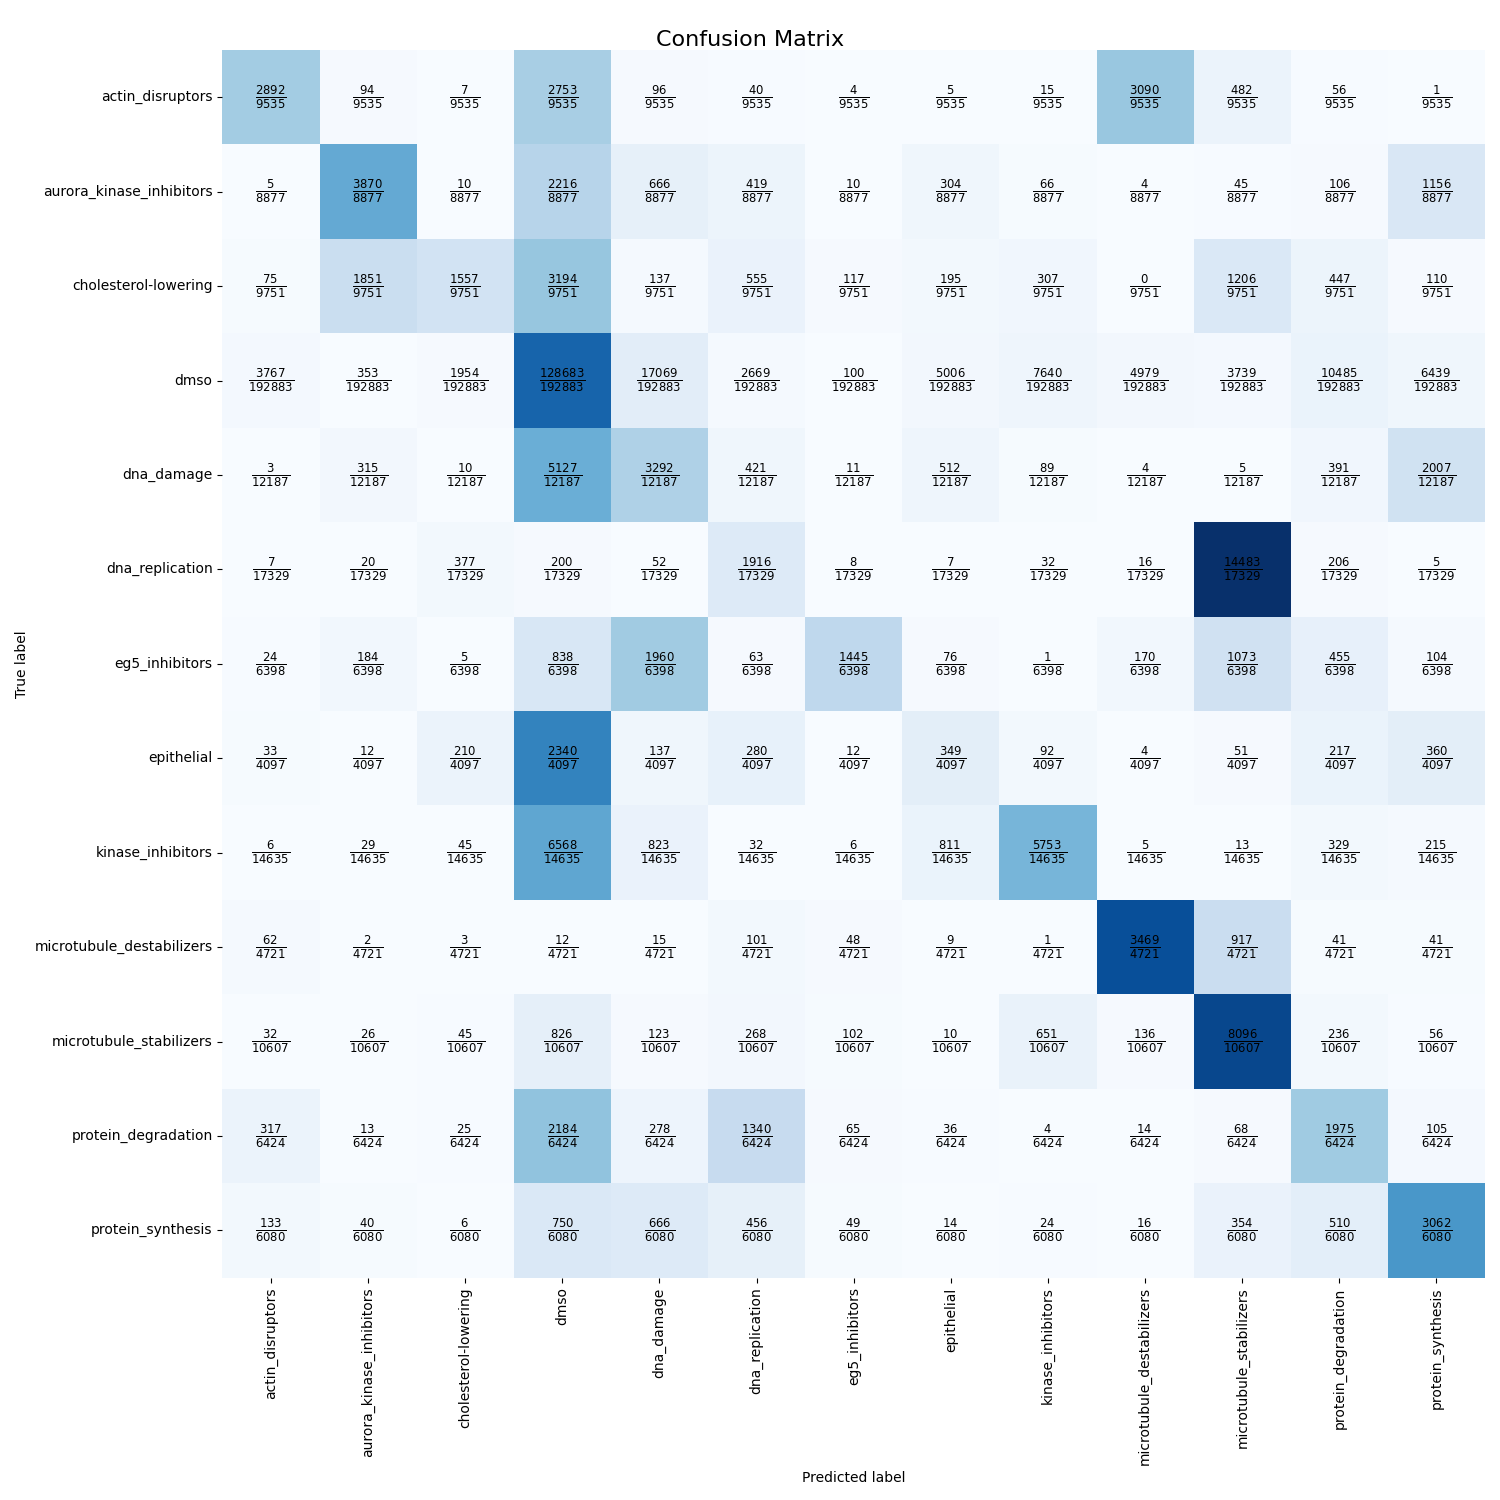 Confusion Matrix
actin_disruptors 2892/9535 94/9535 7/9535 2753/9535 96/9535 40/9535 4/9535 5/9535 15/9535 3090/9535 482/9535 56/9535 1/9535
aurora_kinase_inhibitors 5/8877 3870/8877 10/8877 2216/8877 666/8877 419/8877 10/8877 304/8877 66/8877 4/8877 45/8877 106/8877 1156/8877
cholesterol-lowering 75/9751 1851/9751 1557/9751 3194/9751 137/9751 555/9751 117/9751 195/9751 307/9751 0/9751 1206/9751 447/9751 110/9751
dmso 3767/192883 353/192883 1954/192883 128683/192883 17069/192883 2669/192883 100/192883 5006/192883 7640/192883 4979/192883 3739/192883 10485/192883 6439/192883
dna_damage 3/12187 315/12187 10/12187 5127/12187 3292/12187 421/12187 11/12187 512/12187 89/12187 4/12187 5/12187 391/12187 2007/12187
dna_replication 7/17329 20/17329 377/17329 200/17329 52/17329 1916/17329 8/17329 7/17329 32/17329 16/17329 14483/17329 206/17329 5/17329
eg5_inhibitors 24/6398 184/6398 5/6398 838/6398 1960/6398 63/6398 1445/6398 76/6398 1/6398 170/6398 1073/6398 455/6398 104/6398
epithelial 33/4097 12/4097 210/4097 2340/4097 137/4097 280/4097 12/4097 349/4097 92/4097 4/4097 51/4097 217/4097 360/4097
kinase_inhibitors 6/14635 29/14635 45/14635 6568/14635 823/14635 32/14635 6/14635 811/14635 5753/14635 5/14635 13/14635 329/14635 215/14635
microtubule_destabilizers 62/4721 2/4721 3/4721 12/4721 15/4721 101/4721 48/4721 9/4721 1/4721 3469/4721 917/4721 41/4721 41/4721
microtubule_stabilizers 32/10607 26/10607 45/10607 826/10607 123/10607 268/10607 102/10607 10/10607 651/10607 136/10607 8096/10607 236/10607 56/10607
protein_degradation 317/6424 13/6424 25/6424 2184/6424 278/6424 1340/6424 65/6424 36/6424 4/6424 14/6424 68/6424 1975/6424 105/6424
protein_synthesis 133/6080 40/6080 6/6080 750/6080 666/6080 456/6080 49/6080 14/6080 24/6080 16/6080 354/6080 510/6080 3062/6080
True label
actin_disruptors
aurora_kinase_inhibitors
cholesterol-lowering
dmso
dna_damage
dna_replication
eg5_inhibitors
epithelial
kinase_inhibitors
microtubule_destabilizers
microtubule_stabilizers
protein_degradation
protein_synthesis
Predicted label